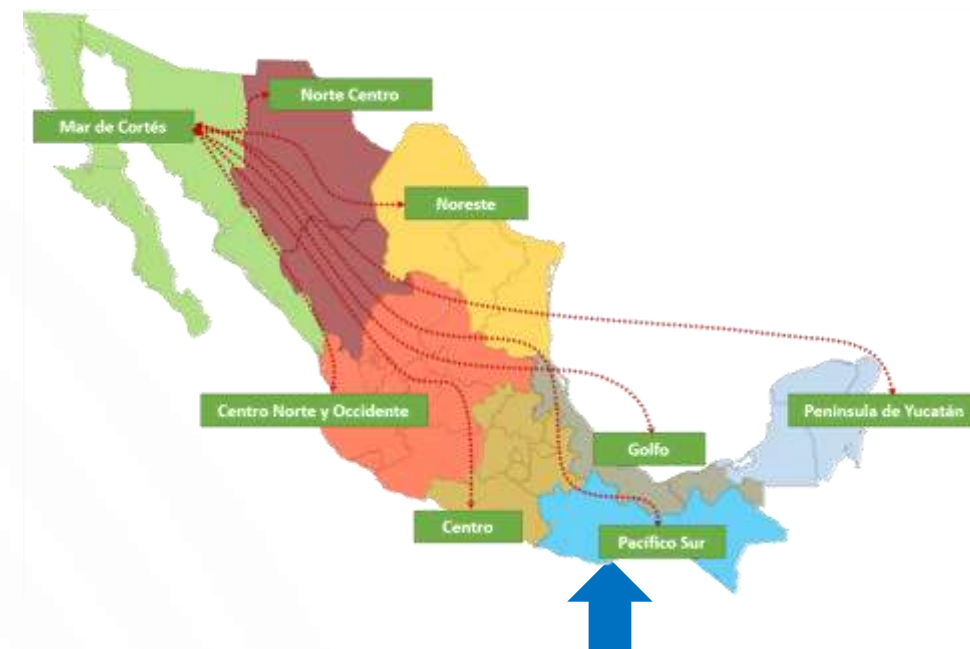 Norte Centro
Mar de Cortés
Noreste
Centro Norte y Occidente
Península de Yucatán
Golfo
Centro
Pacífico Sur